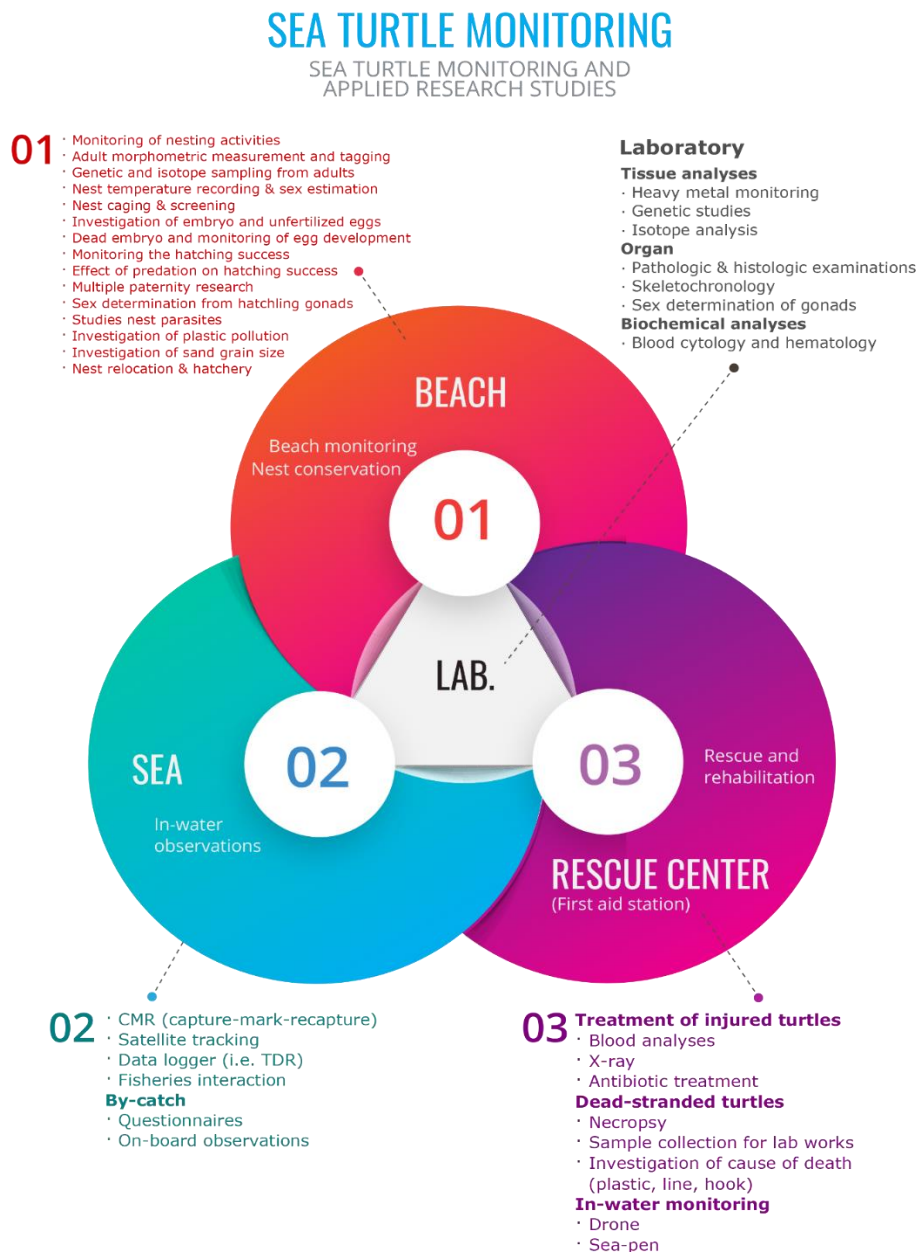 SEA TURTLE MONITORING
SEA TURTLE MONITORING AND
APPLIED RESEARCH STUDIES
01
· Monitoring of nesting activities
· Adult morphometric measurement and tagging
· Genetic and isotope sampling from adults
· Nest temperature recording & sex estimation
· Nest caging & screening
· Investigation of embryo and unfertilized eggs
· Dead embryo and monitoring of egg development
· Monitoring the hatching success
· Effect of predation on hatching success
· Multiple paternity research
· Sex determination from hatchling gonads
· Studies nest parasites
· Investigation of plastic pollution
· Investigation of sand grain size
· Nest relocation & hatchery
Laboratory
Tissue analyses
· Heavy metal monitoring
· Genetic studies
· Isotope analysis
Organ
· Pathologic & histologic examinations
· Skeletochronology
· Sex determination of gonads
Biochemical analyses
· Blood cytology and hematology
BEACH
Beach monitoring
Nest conservation
01
LAB.
SEA
In-water
observations
02
03
Rescue and
rehabilitation
RESCUE CENTER
(First aid station)
02
· CMR (capture-mark-recapture)
· Satellite tracking
· Data logger (i.e. TDR)
· Fisheries interaction
By-catch
· Questionnaires
· On-board observations
03
Treatment of injured turtles
· Blood analyses
· X-ray
· Antibiotic treatment
Dead-stranded turtles
· Necropsy
· Sample collection for lab works
· Investigation of cause of death
(plastic, line, hook)
In-water monitoring
· Drone
· Sea-pen